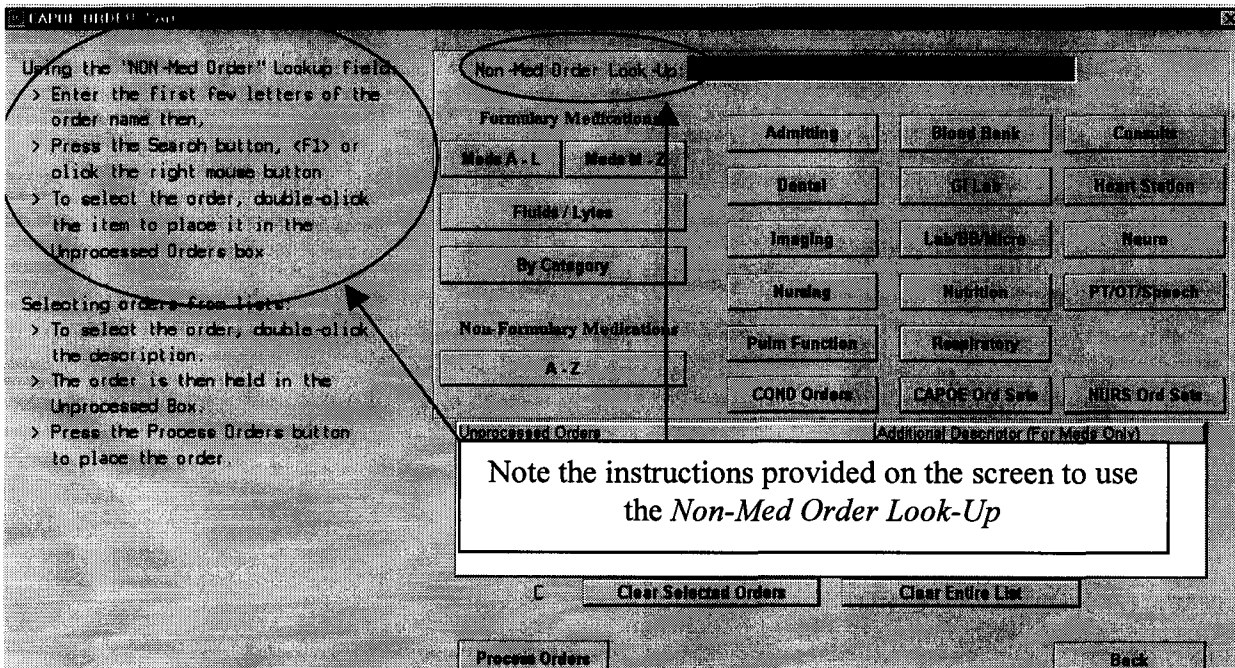 CAPOE ORDER PAD
Using the "NON-Med Order" Lookup field:
> Enter the first few letters of the
order name then,
> Press the Search button, <F1> or
click the right mouse button
> To select the order, double-click
the item to place it in the
Unprocessed Orders box
Selecting orders from lists:
> To select the order, double-click
the description.
> The order is then held in the
Unprocessed Box.
> Press the Process Orders button
to place the order.
Non-Med Order Look-Up:
Formulary Medications
Meds A - L
Meds M - Z
Fluids / Lytes
By Category
Non-Formulary Medications
A - Z
Admitting
Blood Bank
Consults
Dental
GI Lab
Heart Station
Imaging
Lab/BB/Micro
Neuro
Nursing
Nutrition
PT/OT/Speech
Pulm Function
Respiratory
COND Orders
CAPOE Ord Sets
NURS Ord Sets
Unprocessed Orders
Additional Descriptor (For Meds Only)
Note the instructions provided on the screen to use
the Non-Med Order Look-Up
C
Clear Selected Orders
Clear Entire List
Process Orders
Back